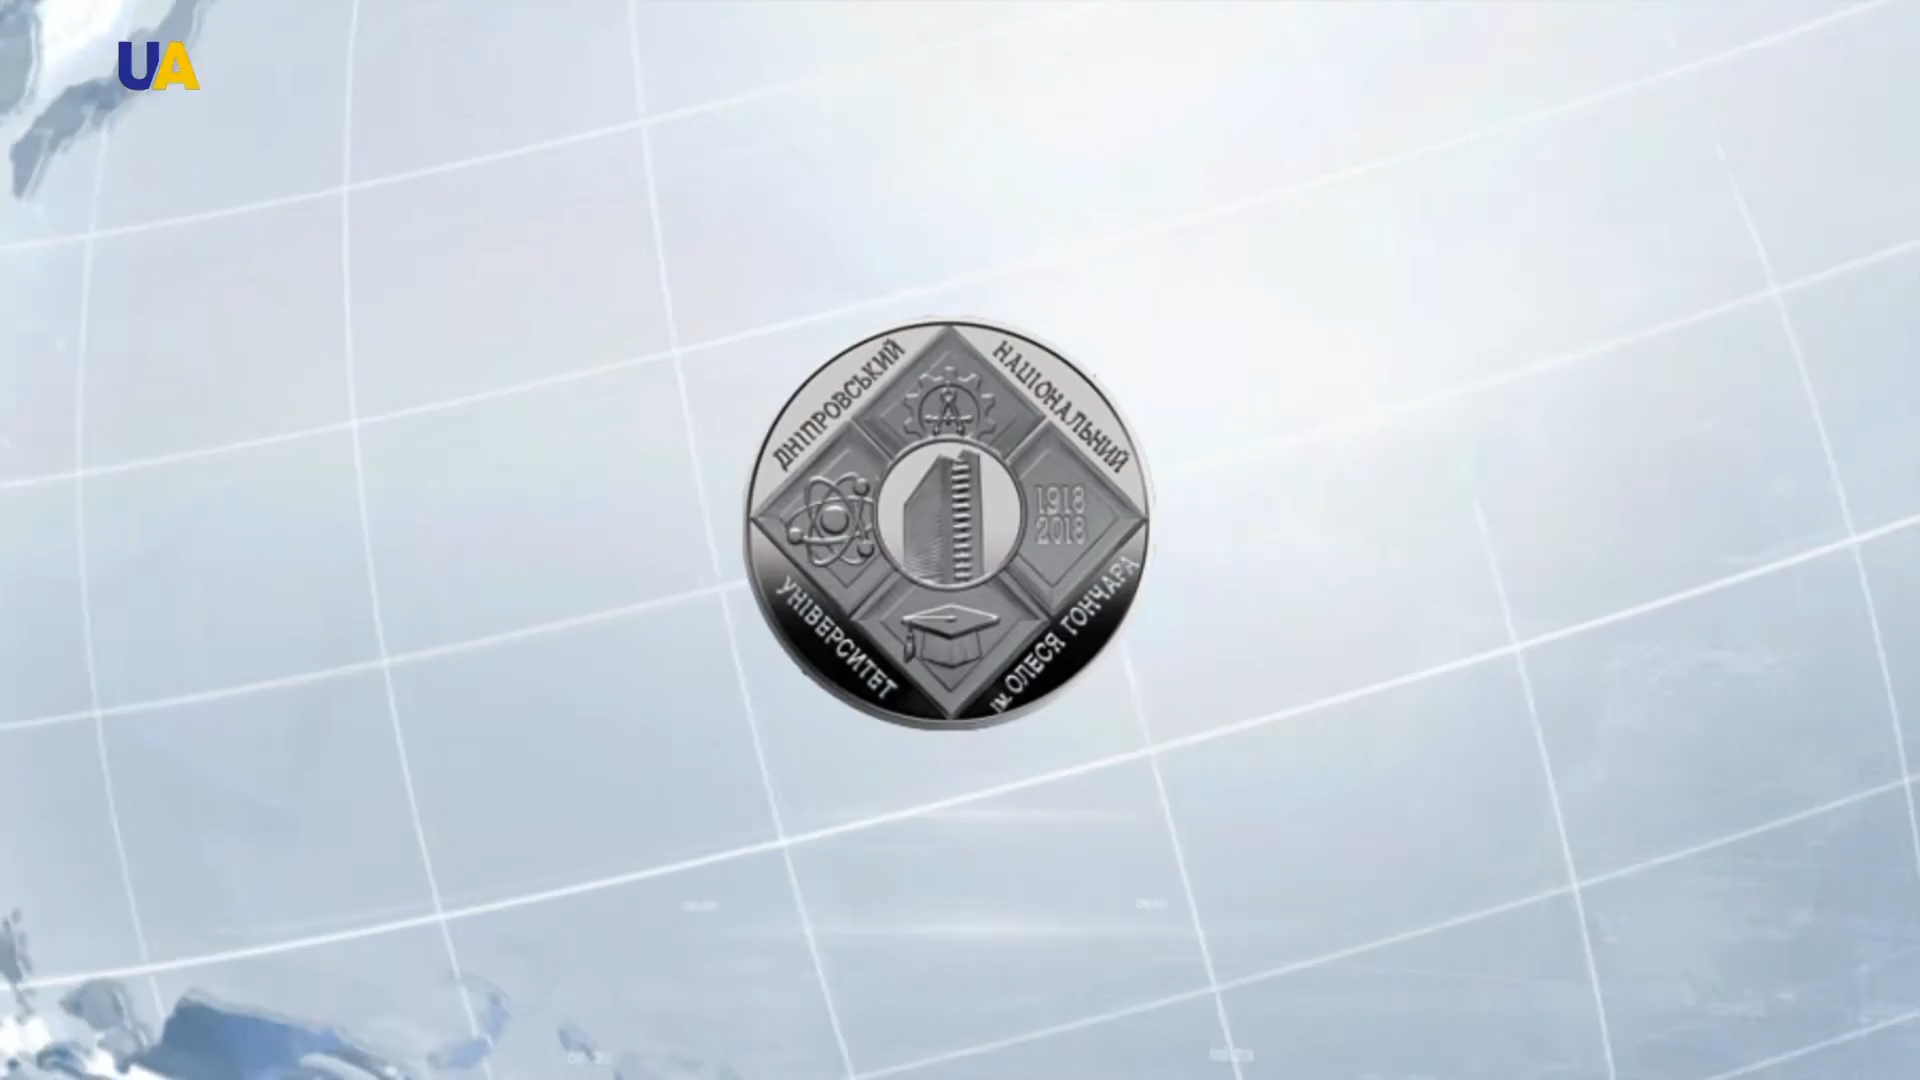 UA
ДНІПРОВСЬКИЙ
НАЦІОНАЛЬНИЙ
1918
2018
УНІВЕРСИТЕТ
ім. ОЛЕСЯ ГОНЧАРА